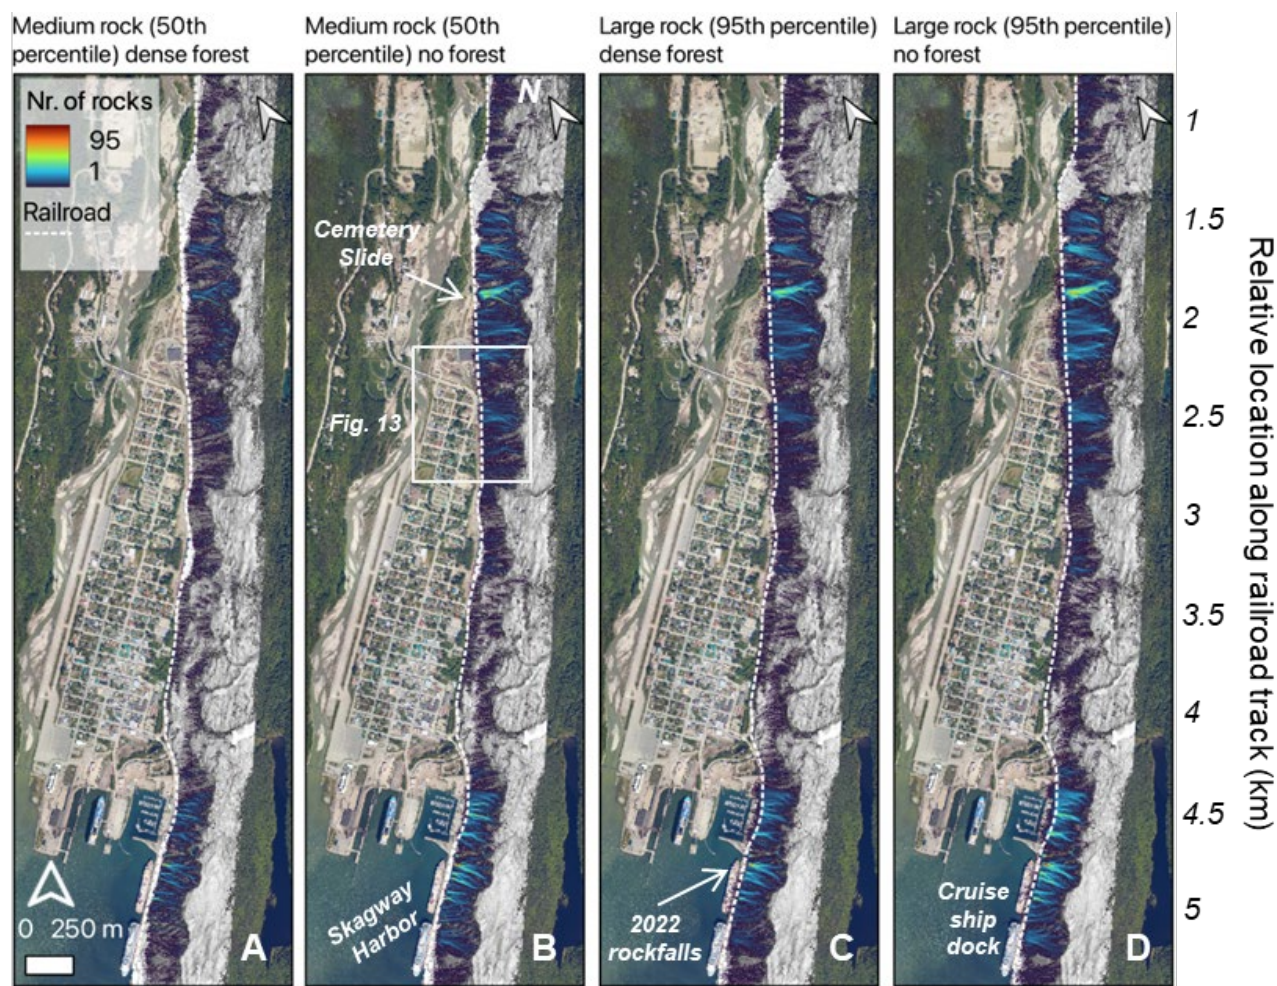 Medium rock (50th
percentile) dense forest
Medium rock (50th
percentile) no forest
Large rock (95th percentile)
dense forest
Large rock (95th percentile)
no forest
Nr. of rocks
95
1
Railroad
N
Cemetery
Slide
Fig. 13
Skagway
Harbor
2022
rockfalls
Cruise
ship
dock
0 250 m
A
B
C
D
1
1.5
2
2.5
3
3.5
4
4.5
5
Relative location along railroad track (km)